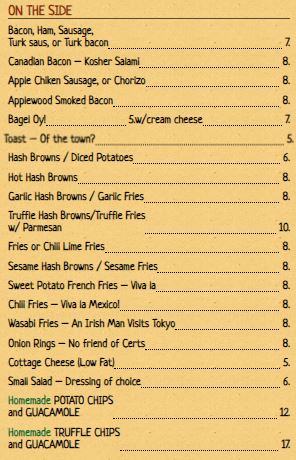 ON THE SIDE
Bacon, Ham, Sausage,
Turk saus, or Turk bacon 7.
Canadian Bacon – Kosher Salami 8.
Apple Chiken Sausage, or Chorizo 8.
Applewood Smoked Bacon 8.
Bagel Oy! 5.w/cream cheese 7.
Toast – Of the town? 5.
Hash Browns / Diced Potatoes 6.
Hot Hash Browns 8.
Garlic Hash Browns / Garlic Fries 8.
Truffle Hash Browns/Truffle Fries
w/ Parmesan 10.
Fries or Chili Lime Fries 8.
Sesame Hash Browns / Sesame Fries 8.
Sweet Potato French Fries – Viva la 8.
Chili Fries – Viva la Mexico! 8.
Wasabi Fries – An Irish Man Visits Tokyo 8.
Onion Rings – No friend of Certs 8.
Cottage Cheese (Low Fat) 5.
Small Salad – Dressing of choice 6.
Homemade POTATO CHIPS
and GUACAMOLE 12.
Homemade TRUFFLE CHIPS
and GUACAMOLE 17.